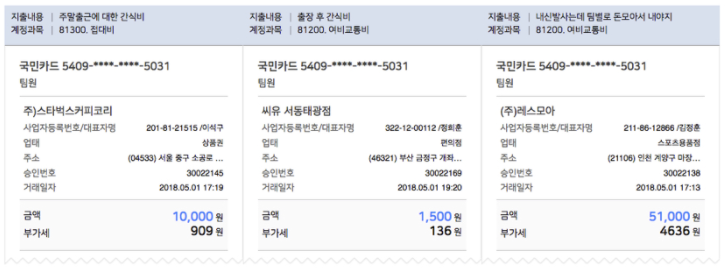 지출내용 | 주말출근에 대한 간식비
계정과목 | 81300. 접대비
국민카드 5409-****-****-5031
팀원
주)스타벅스커피코리
사업자등록번호/대표자명 201-81-21515 /이석구
업태 상품권
주소 (04533) 서울 중구 소공로 ...
승인번호 30022145
거래일자 2018.05.01 17:19
금액 10,000 원
부가세 909 원
지출내용 | 출장 후 간식비
계정과목 | 81200. 여비교통비
국민카드 5409-****-****-5031
팀원
씨유 서동태광점
사업자등록번호/대표자명 322-12-00112 /정희훈
업태 편의점
주소 (46321) 부산 금정구 개좌...
승인번호 30022169
거래일자 2018.05.01 19:20
금액 1,500 원
부가세 136 원
지출내용 | 내신발사는데 팀별로 돈모아서 내야지
계정과목 | 81200. 여비교통비
국민카드 5409-****-****-5031
팀원
(주)레스모아
사업자등록번호/대표자명 211-86-12866 /김정훈
업태 스포츠용품점
주소 (21106) 인천 계양구 마장...
승인번호 30022138
거래일자 2018.05.01 17:13
금액 51,000 원
부가세 4636 원